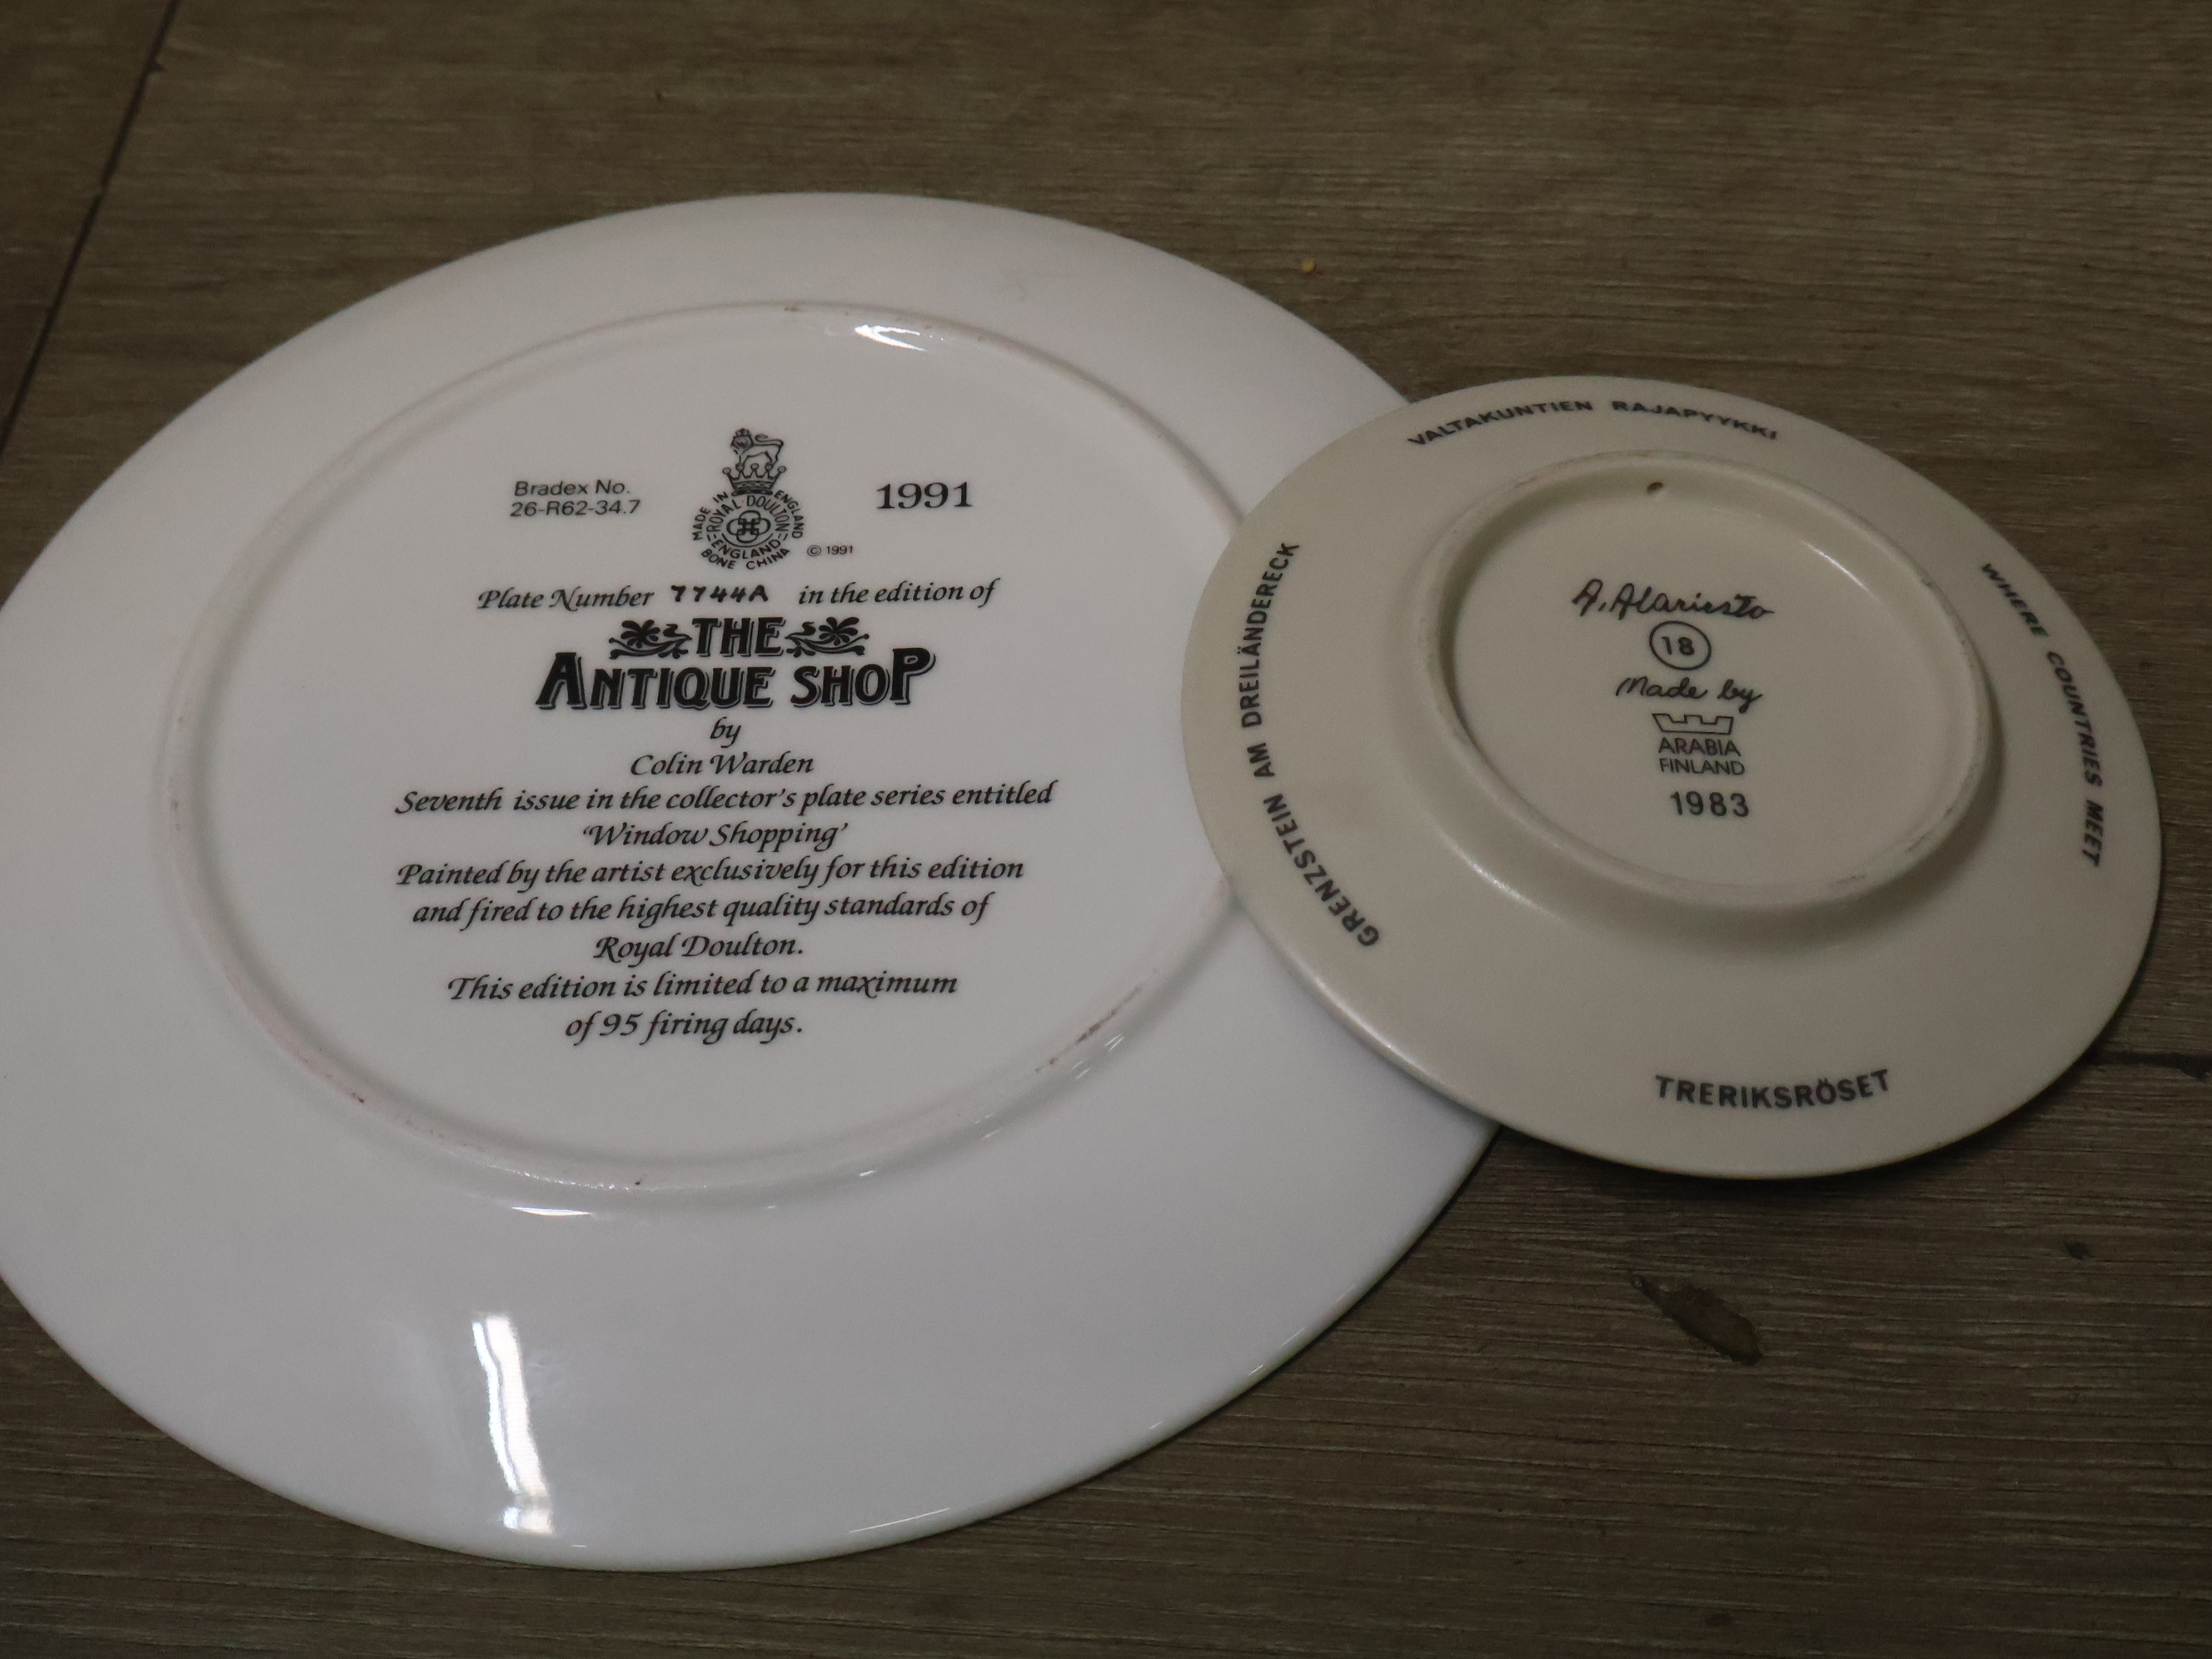 Bradex No.
26-R62-34.7
MADE IN ENGLAND
ROYAL DOULTON
ENGLAND
BONE CHINA
© 1991
1991
Plate Number 7744A in the edition of
THE
ANTIQUE SHOP
by
Colin Warden
Seventh issue in the collector's plate series entitled
'Window Shopping'
Painted by the artist exclusively for this edition
and fired to the highest quality standards of
Royal Doulton.
This edition is limited to a maximum
of 95 firing days.
VALTAKUNTIEN RAJAPYYKKI
WHERE COUNTRIES MEET
TRERIKSRÖSET
GRENZSTEIN AM DREILÄNDERECK
A. Alariesto
18
Made by
ARABIA
FINLAND
1983